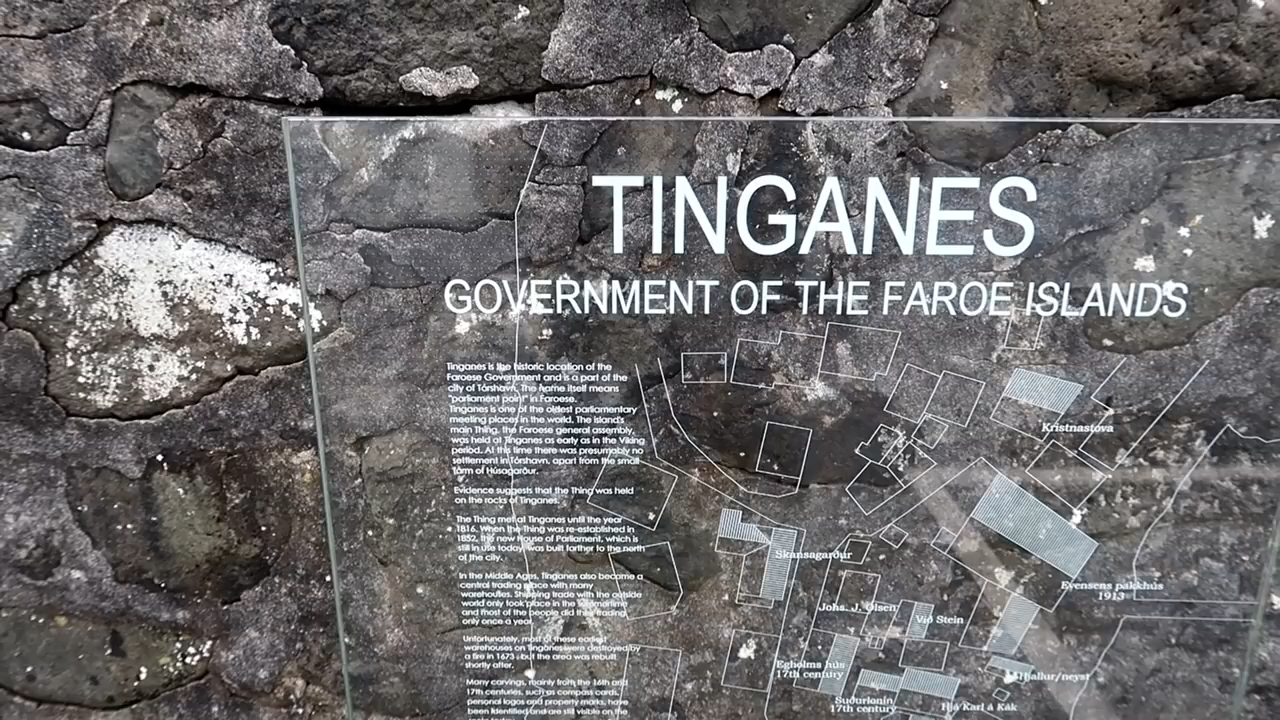 TINGANES
GOVERNMENT OF THE FAROE ISLANDS
Tinganes is the historic location of the
Faroese Government and is a part of the
city of Tórshavn. The name itself means
"parliament point" in Faroese.
Tinganes is one of the oldest parliamentary
meeting places in the world. The island's
main Thing, the Faroese general assembly,
was held at Tinganes as early as in the Viking
period. At this time there was presumably no
settlement in Tórshavn, apart from the small
farm of Húsagarður.
Evidence suggests that the Thing was held
on the rocks of Tinganes.
The Thing met at Tinganes until the year
1816. When the Thing was re-established in
1852, the new House of Parliament, which is
still in use today, was built farther to the north
of the city.
In the Middle Ages, Tinganes also became a
central trading place with many
warehouses. Shipping trade with the outside
world only took place in the summertime
and most of the people did their trading
only once a year.
Unfortunately, most of these earliest
warehouses on Tinganes were destroyed by
a fire in 1673, but the area was rebuilt
shortly after.
Many carvings, mainly from the 16th and
17th centuries, such as compass cards,
personal logos and property marks, have
been identified and are still visible on the
rocks today.
Kristnastova
Skansagarður
Evensens pakkhús
1913
Johs. J. Olsen
Við Stein
Egholms hús
17th century
Hjallur/neyst
Suðurlonin
17th century
Hjá Karl á Kák